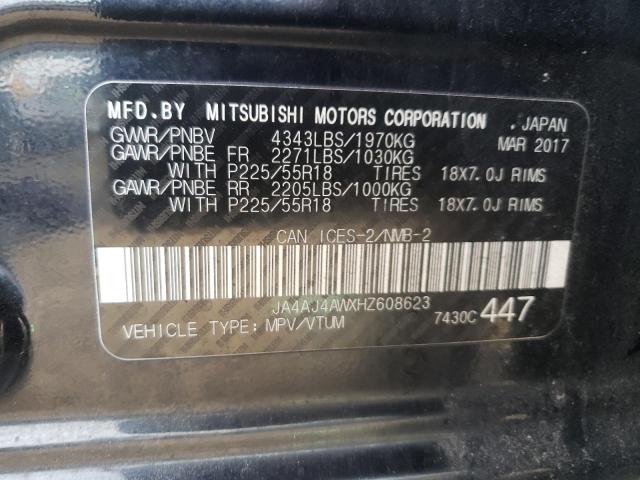 MFD.BY MITSUBISHI MOTORS CORPORATION . JAPAN
GVWR/PNBV 4343LBS/1970KG MAR 2017
GAWR/PNBE FR 2271LBS/1030KG
WITH P225/55R18 TIRES 18X7.0J RIMS
GAWR/PNBE RR 2205LBS/1000KG
WITH P225/55R18 TIRES 18X7.0J RIMS
CAN ICES-2/NMB-2
JA4AJ4AWXHZ608623
VEHICLE TYPE: MPV/VTUM 7430C 447